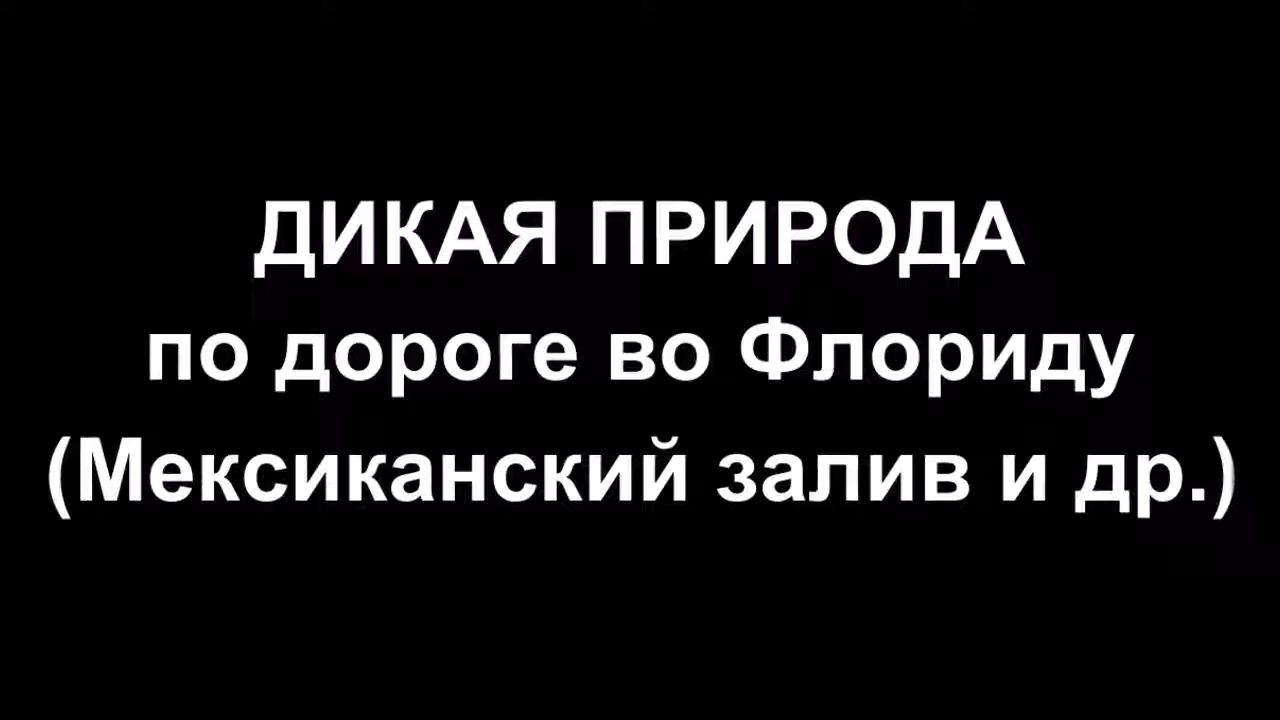 ДИКАЯ ПРИРОДА
по дороге во Флориду
(Мексиканский залив и др.)